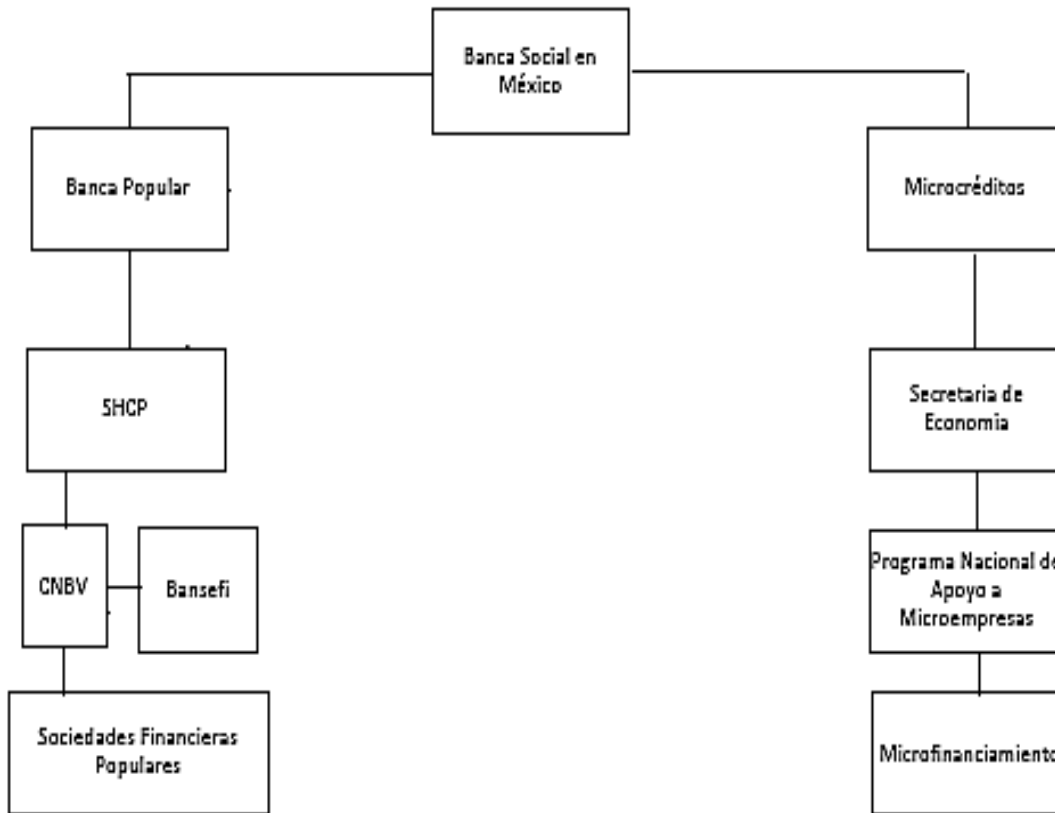 Banca Social en
México
Banca Popular
Microcréditos
SHCP
Secretaria de
Economia
CNBV
Bansefi
Programa Nacional de
Apoyo a
Microempresas
Sociedades Financieras
Populares
Microfinanciamiento